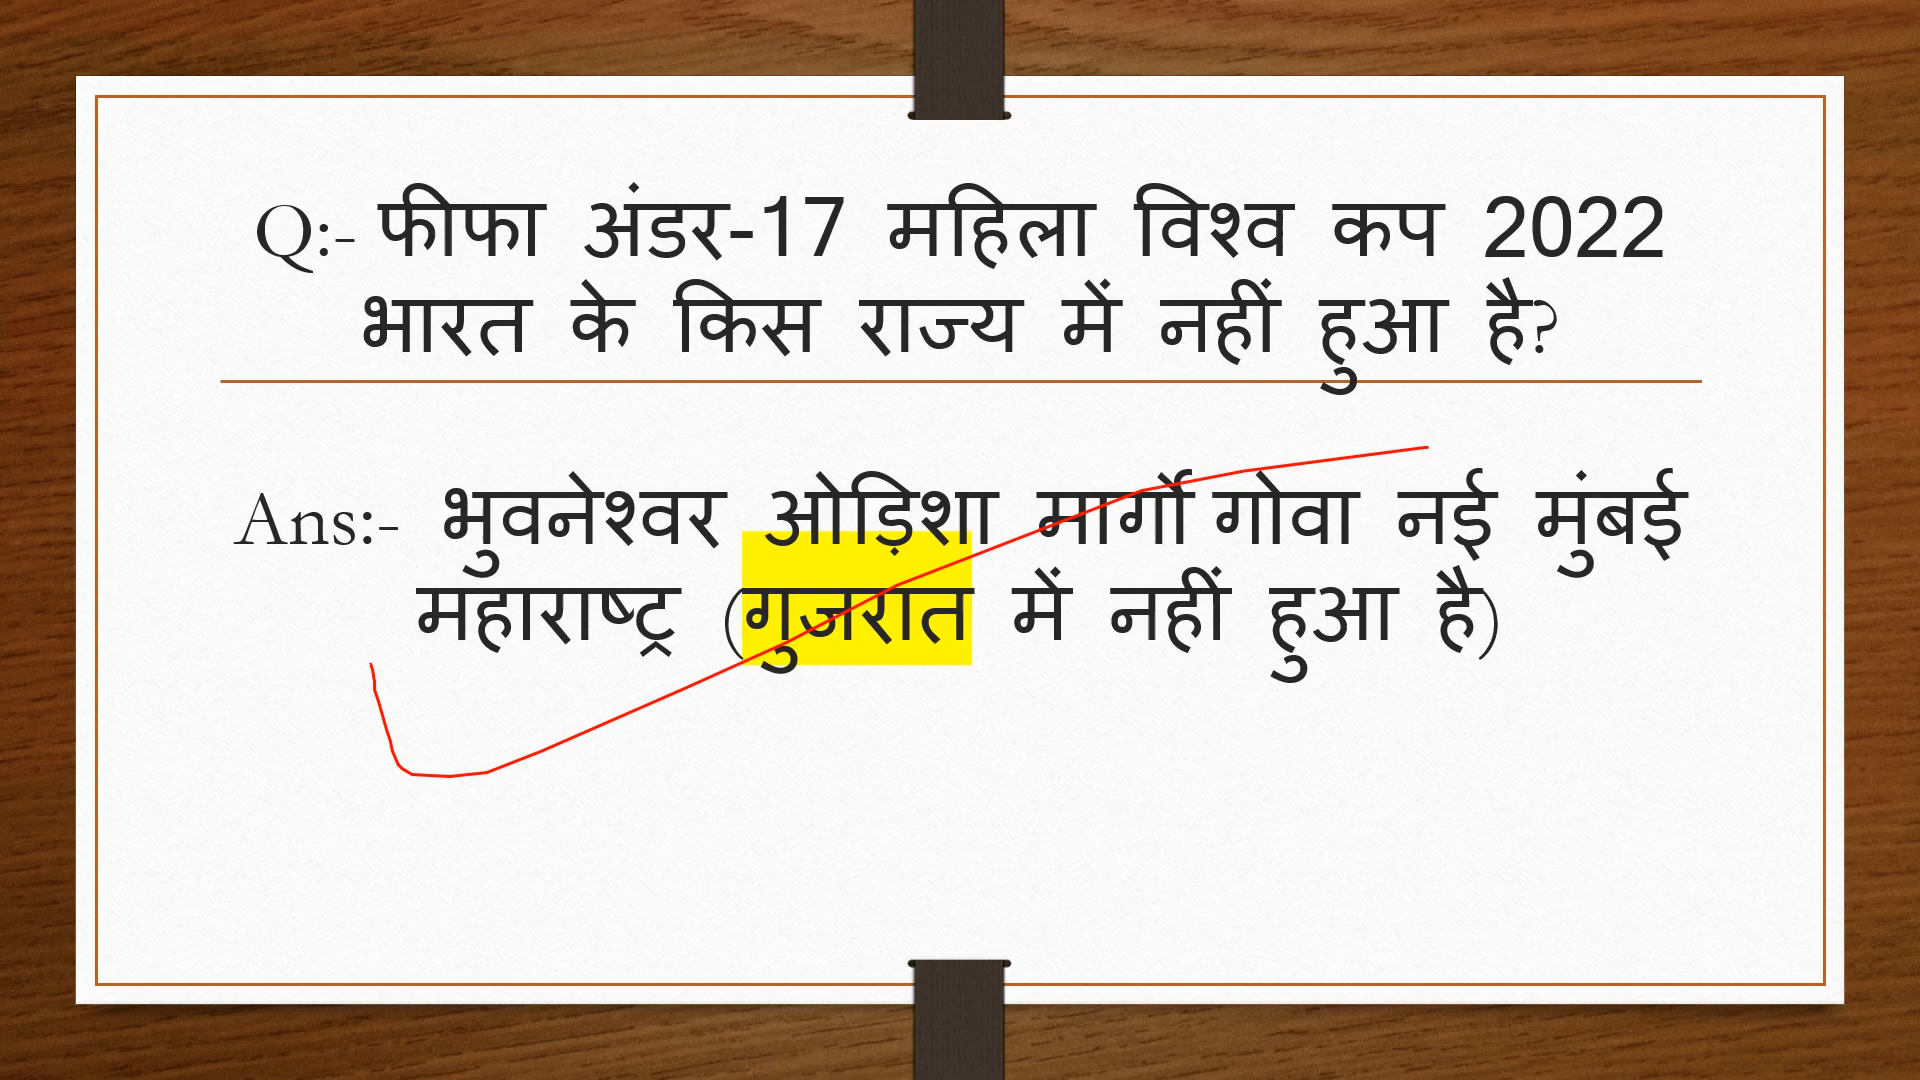 Q:- फीफा अंडर-17 महिला विश्व कप 2022
भारत के किस राज्य में नहीं हुआ है?
Ans:- भुवनेश्वर ओड़िशा मार्गो गोवा नई मुंबई
महाराष्ट्र (गुजरात में नहीं हुआ है)